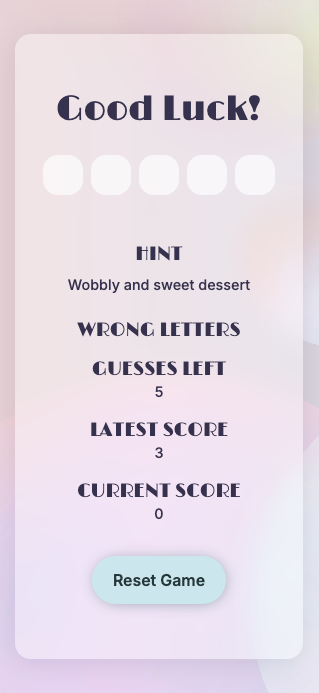 Good Luck!
HINT
Wobbly and sweet dessert
WRONG LETTERS
GUESSES LEFT
5
LATEST SCORE
3
CURRENT SCORE
0
Reset Game